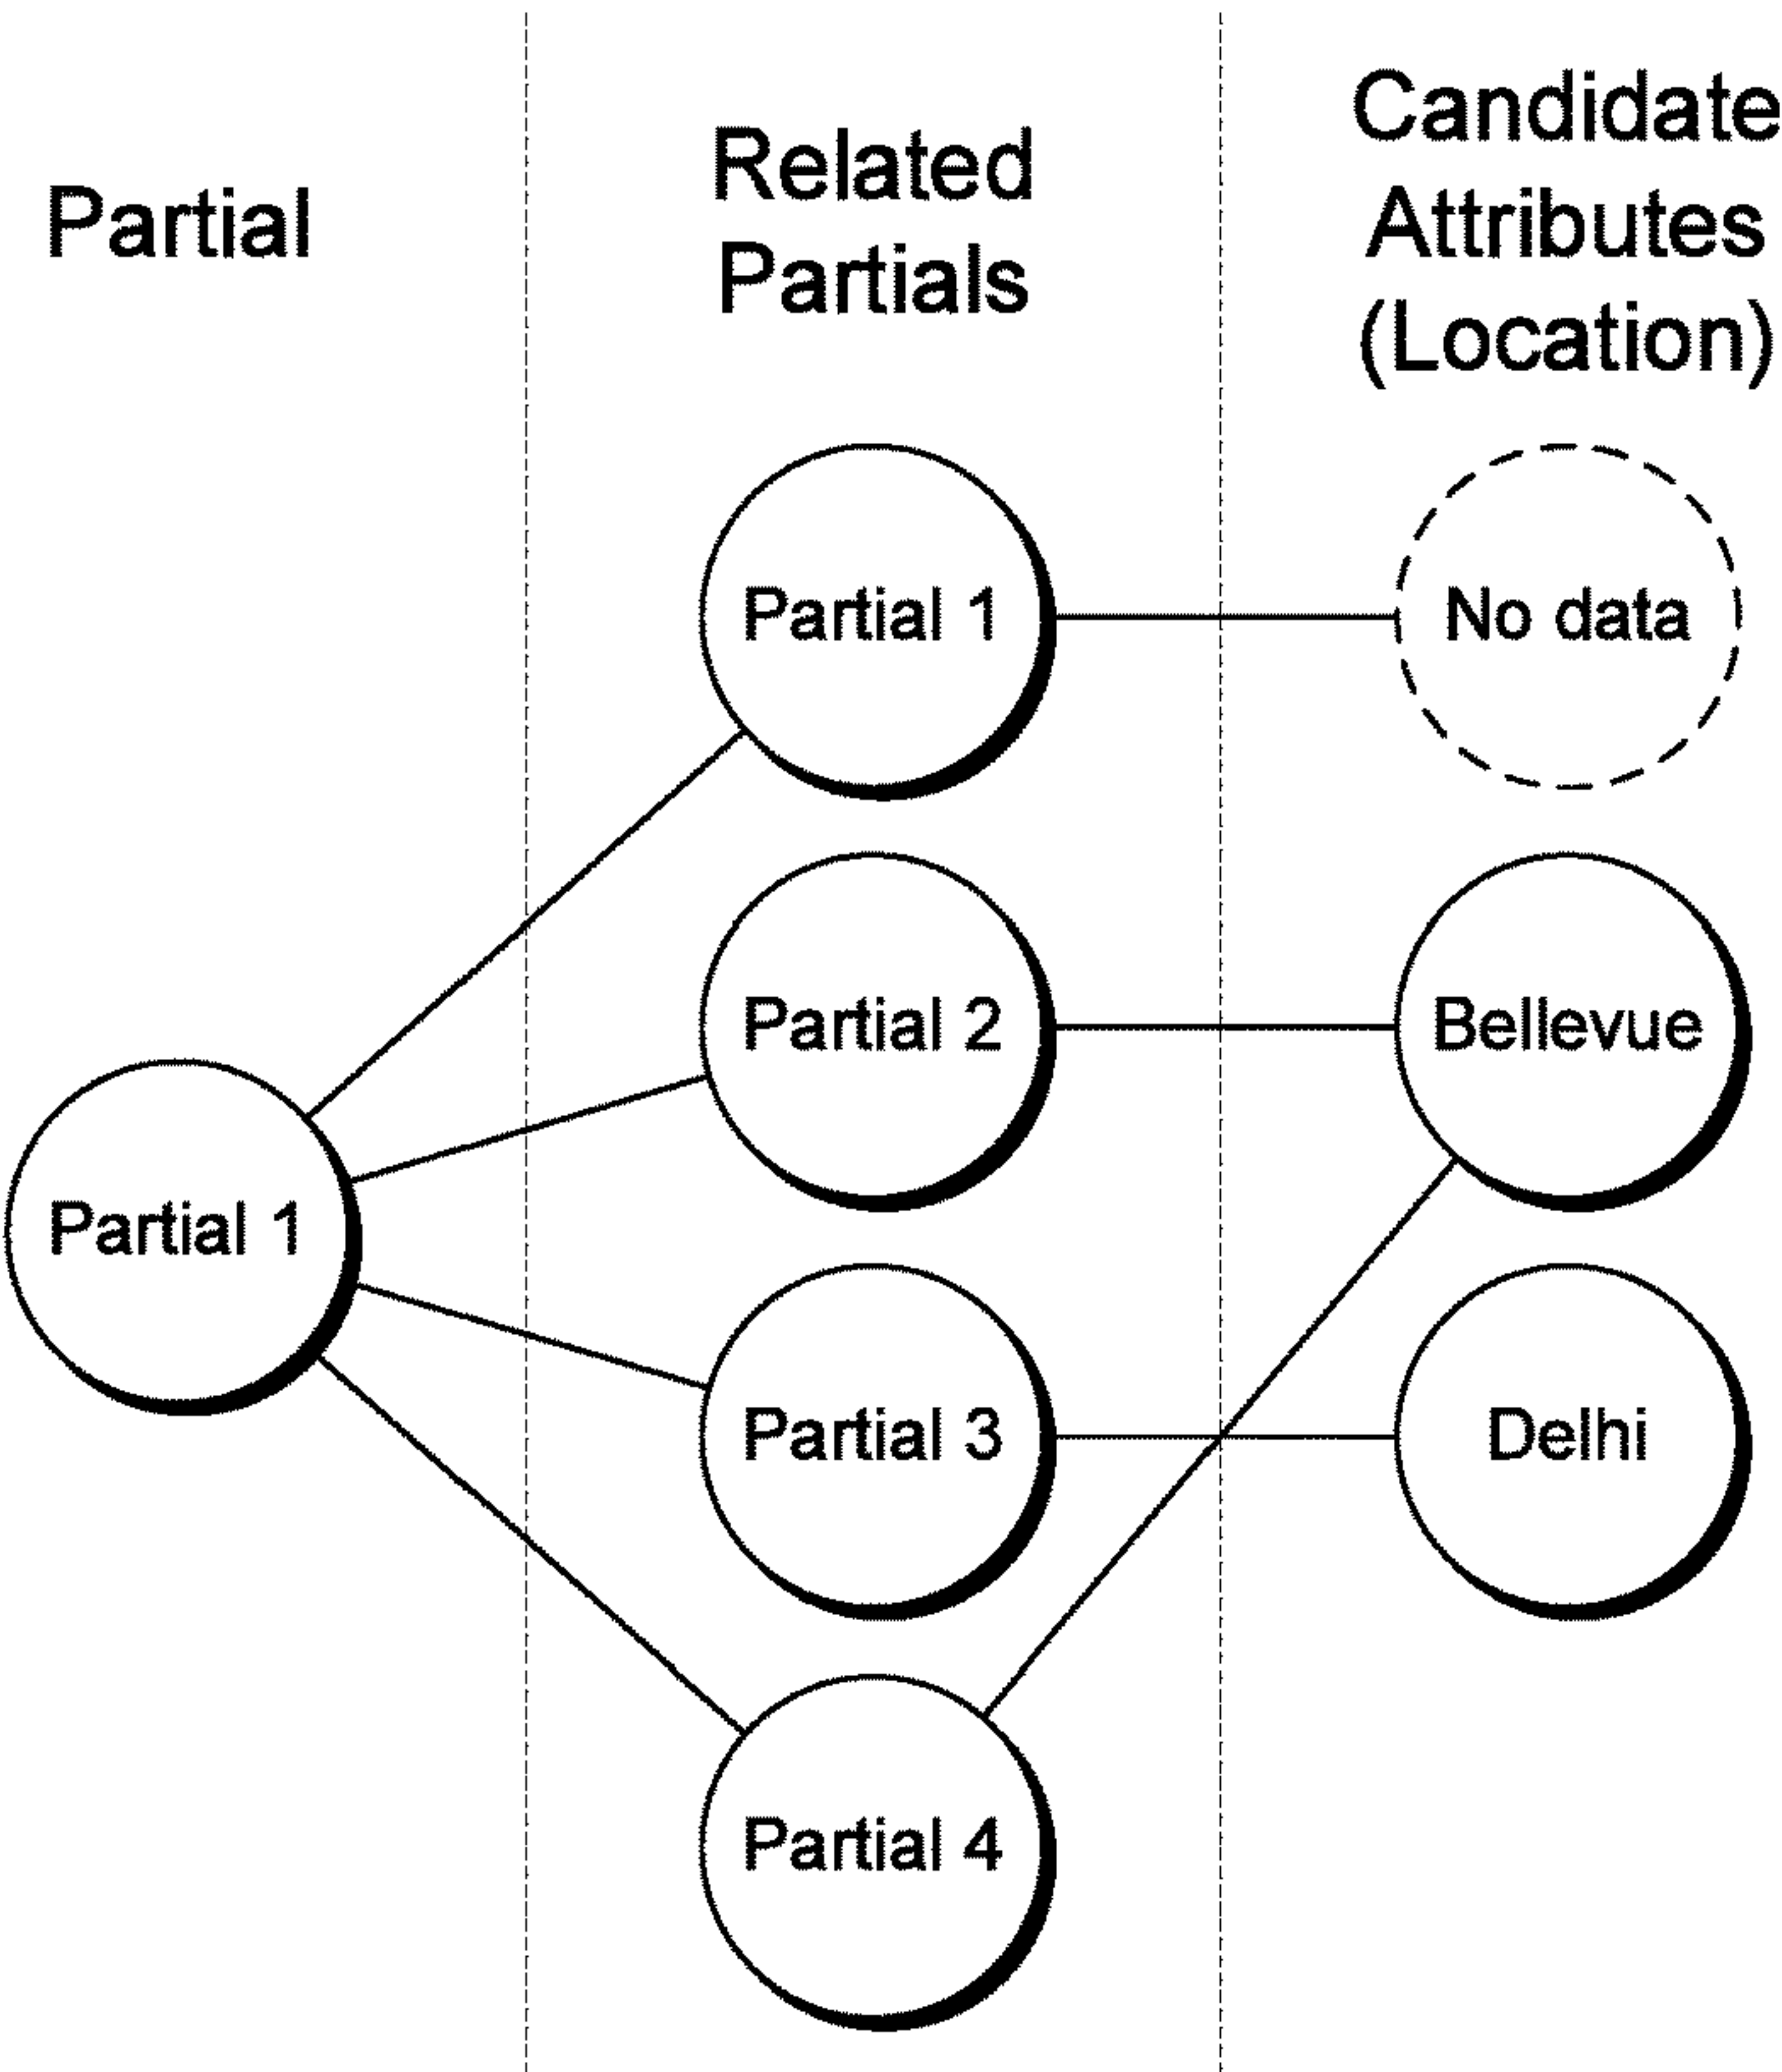 Partial
Related
Partials
Candidate
Attributes
(Location)
Partial 1
No data
Partial 2
Bellevue
Partial 1
Partial 3
Delhi
Partial 4